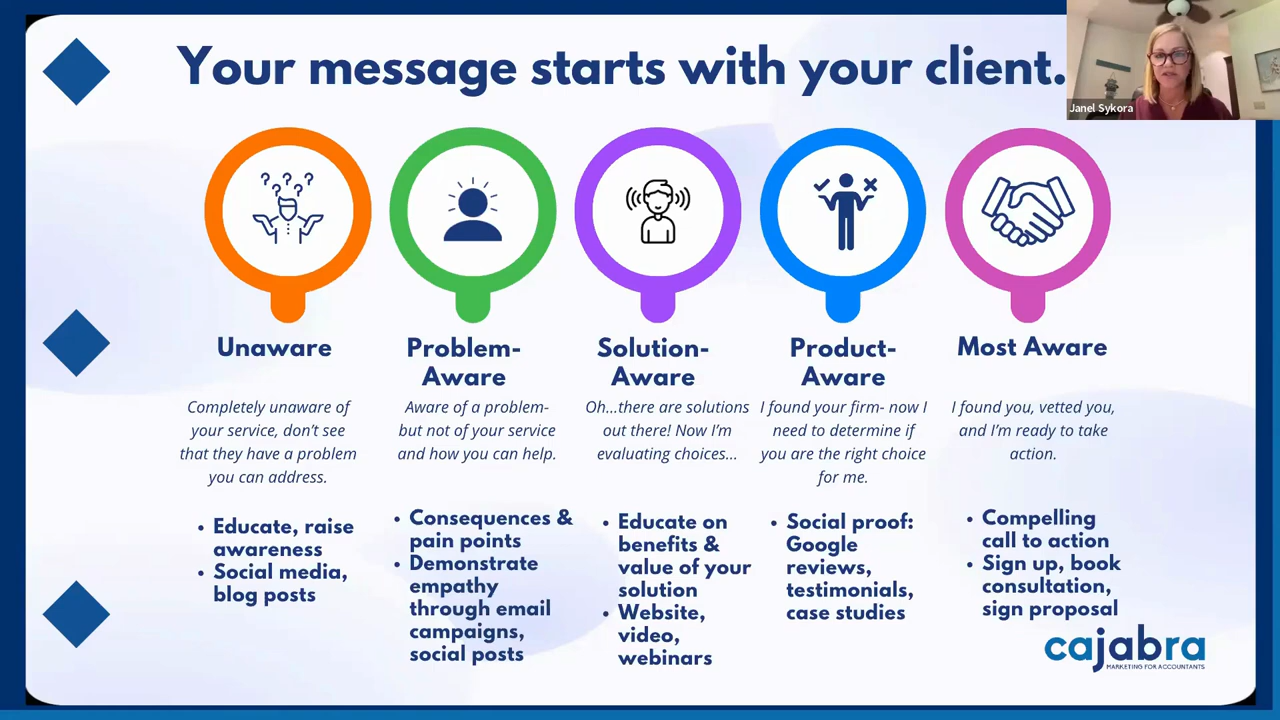 Your message starts with your client.
Janel Sykora
Unaware
Completely unaware of
your service, don't see
that they have a problem
you can address.
• Educate, raise
awareness
• Social media,
blog posts
Problem-
Aware
Aware of a problem-
but not of your service
and how you can help.
• Consequences &
pain points
• Demonstrate
empathy
through email
campaigns,
social posts
Solution-
Aware
Oh...there are solutions
out there! Now I'm
evaluating choices...
• Educate on
benefits &
value of your
solution
• Website,
video,
webinars
Product-
Aware
I found your firm- now I
need to determine if
you are the right choice
for me.
• Social proof:
Google
reviews,
testimonials,
case studies
Most Aware
I found you, vetted you,
and I'm ready to take
action.
• Compelling
call to action
• Sign up, book
consultation,
sign proposal
cajabra
MARKETING FOR ACCOUNTANTS